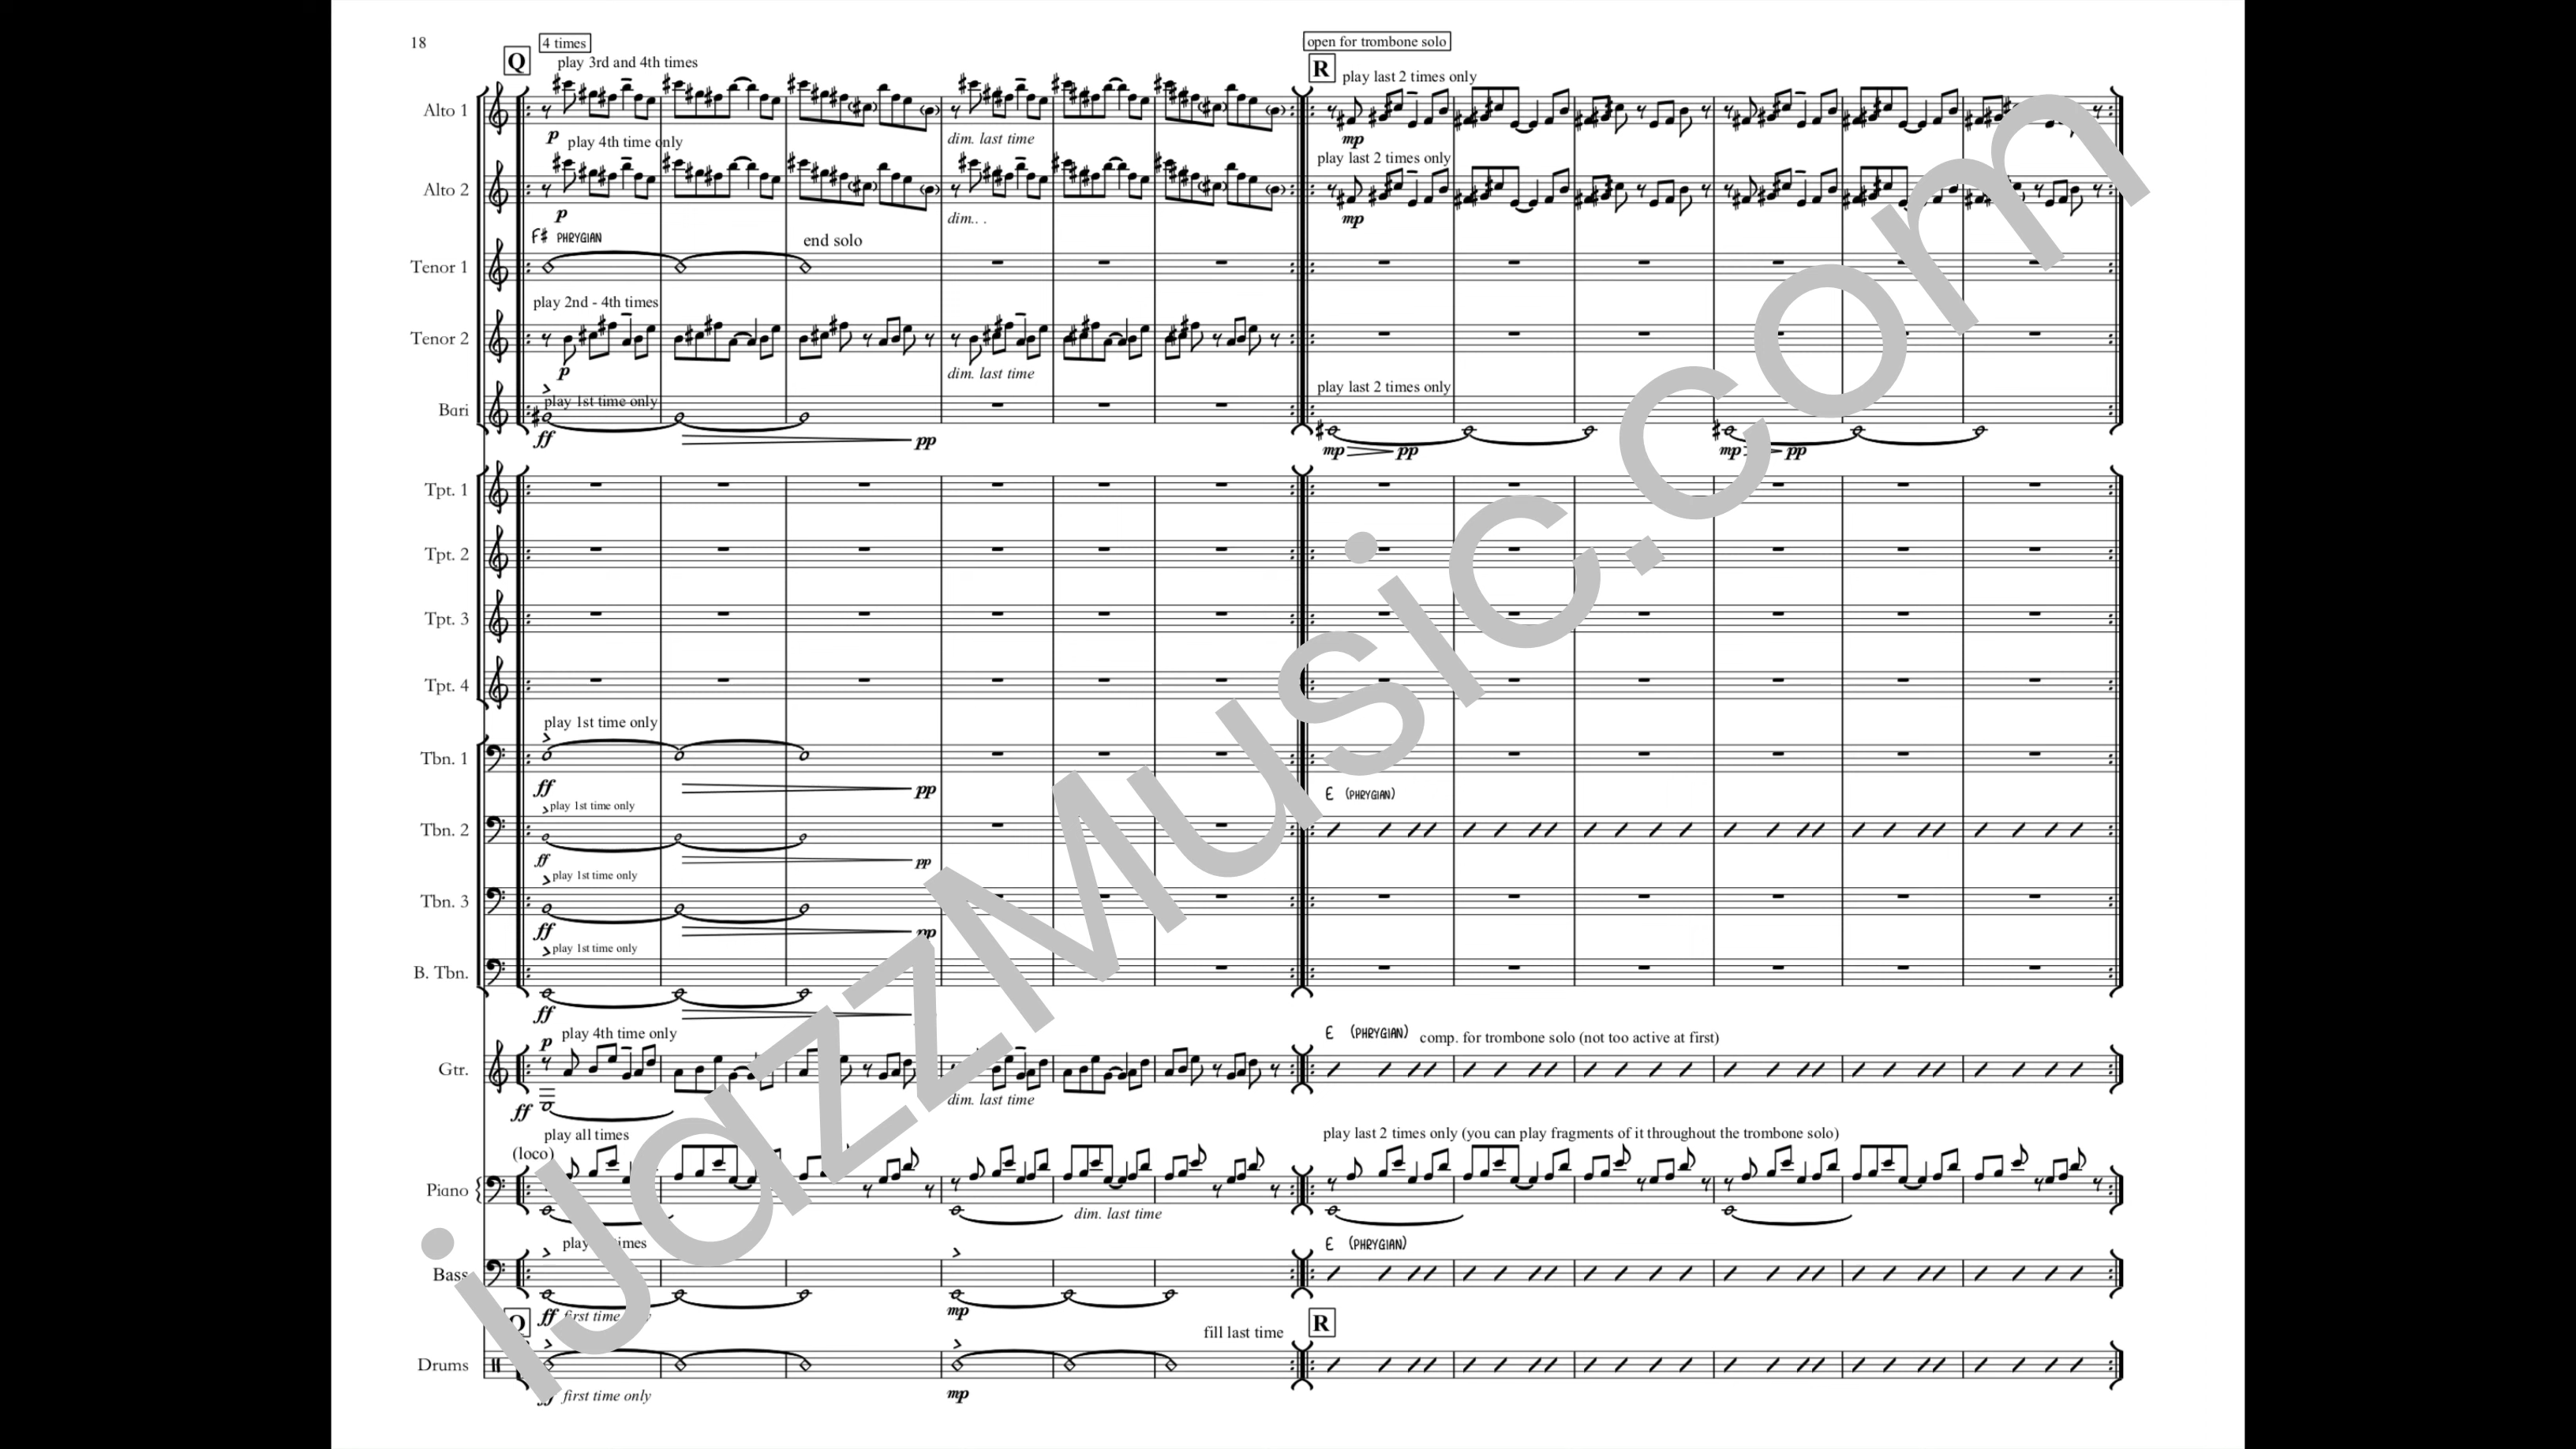 18
4 times
open for trombone solo
Q
R
play 3rd and 4th times
play last 2 times only
Alto 1
p
dim. last time
mp
play 4th time only
play last 2 times only
Alto 2
p
dim. .
mp
F# PHRYGIAN
end solo
Tenor 1
play 2nd - 4th times
Tenor 2
p
dim. last time
play last 2 times only
play 1st time only
Bari
ff
pp
mp
pp
mp
pp
Tpt. 1
Tpt. 2
Tpt. 3
Tpt. 4
play 1st time only
Tbn. 1
ff
pp
play 1st time only
E (PHRYGIAN)
Tbn. 2
ff
pp
play 1st time only
Tbn. 3
ff
pp
play 1st time only
B. Tbn.
ff
p
play 4th time only
E (PHRYGIAN)
comp. for trombone solo (not too active at first)
Gtr.
ff
dim. last time
play all times
play last 2 times only (you can play fragments of it throughout the trombone solo)
(loco)
Piano
dim. last time
play times
E (PHRYGIAN)
Bass
ff first time
mp
Q
R
fill last time
Drums
first time only
mp
ijazzMusic.com